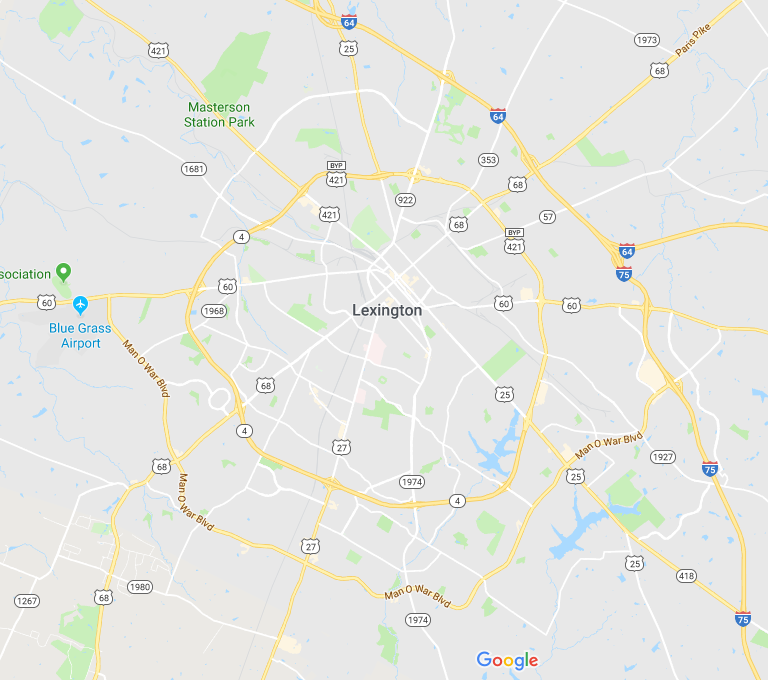 64
25
421
1973
Paris Pike
68
Masterson
Station Park
64
353
1681
BYP
421
68
922
421
57
68
BYP
421
4
64
75
sociation
60
60
60
60
1968
Lexington
Blue Grass
Airport
Man O War Blvd
68
25
4
27
Man O War Blvd
1927
68
75
25
1974
Man O War Blvd
4
27
25
418
1980
68
1267
Man O War Blvd
1974
75
Google